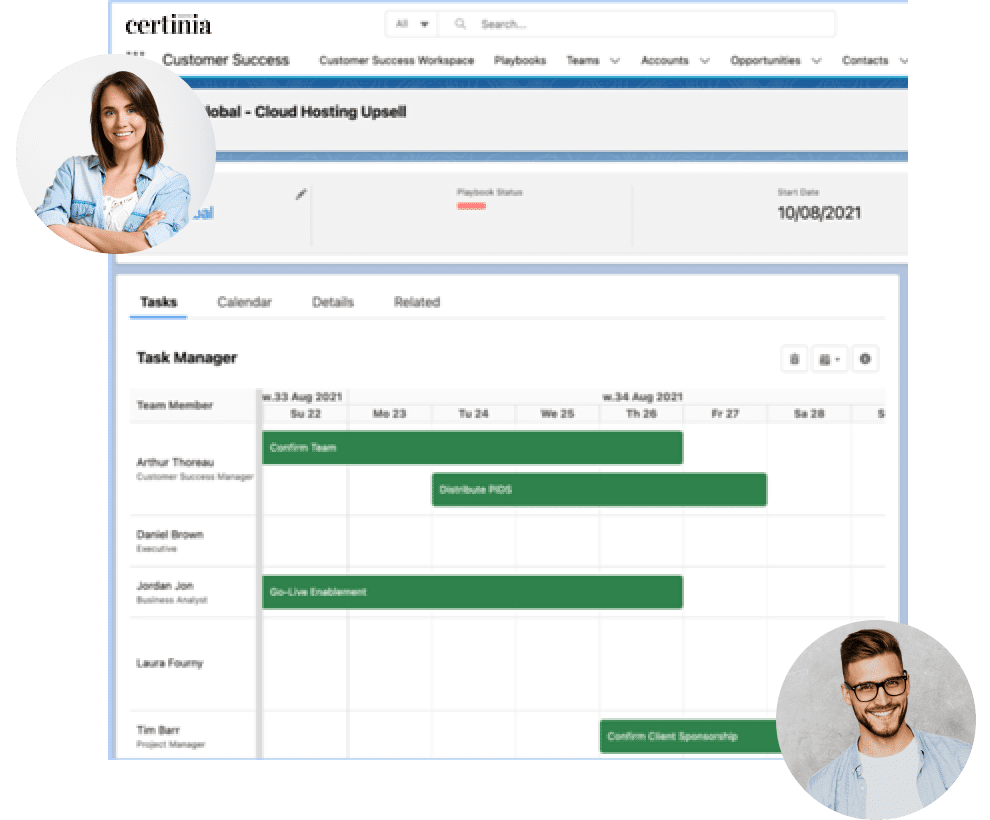 certinia
All Search...
Customer Success Customer Success Workspace Playbooks Teams Accounts Opportunities Contacts
lobal - Cloud Hosting Upsell
Playbook Status Start Date
bal 10/08/2021
Tasks Calendar Details Related
Task Manager
w.33 Aug 2021 w.34 Aug 2021
Team Member Su 22 Mo 23 Tu 24 We 25 Th 26 Fr 27 Sa 28 S
Confirm Team
Arthur Thoreau
Customer Success Manager
Distribute PIDS
Daniel Brown
Executive
Jordan Jon
Business Analyst
Go-Live Enablement
Laura Fourny
Tim Barr
Project Manager
Confirm Client Sponsorship